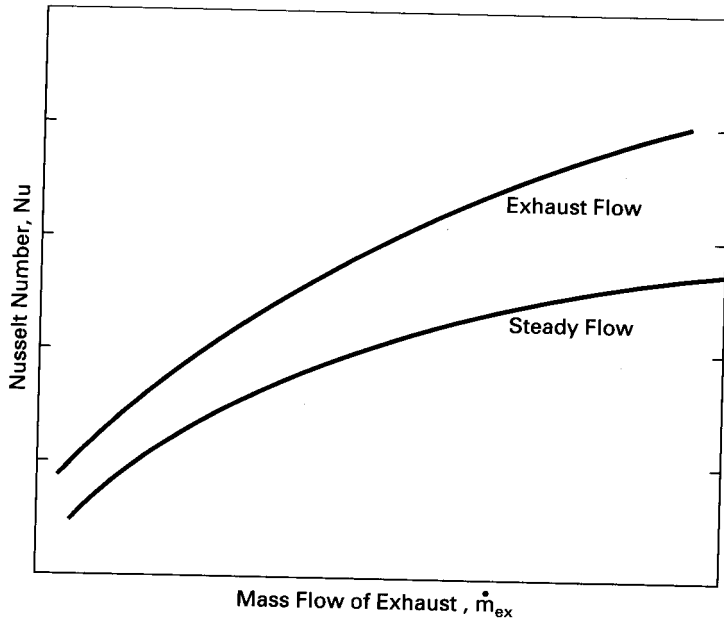 Nusselt Number, Nu
Exhaust Flow
Steady Flow
Mass Flow of Exhaust , ṁex